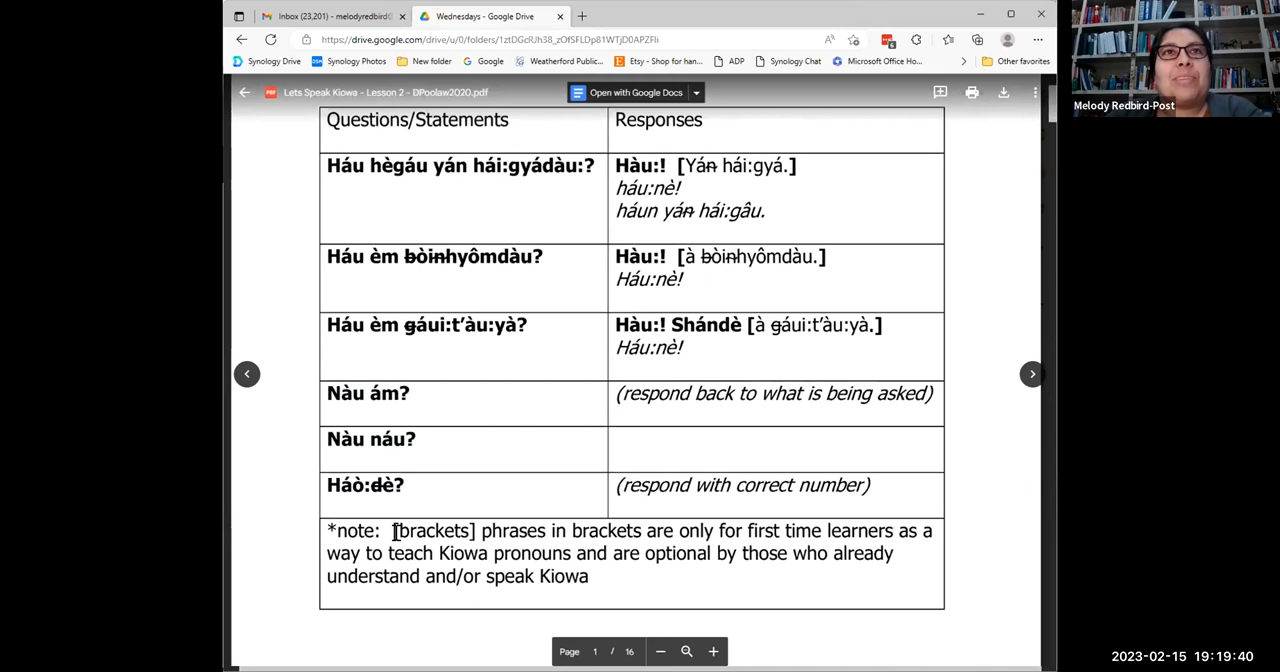 Inbox (23,201) - melodyredbird@
Wednesdays - Google Drive
https://drive.google.com/drive/u/0/folders/1ztDGcRJh38_zOfSFLDp81WTjD0APZFli
Synology Drive
Synology Photos
New folder
Google
Weatherford Public...
Etsy - Shop for han...
ADP
Synology Chat
Microsoft Office Ho...
Other favorites
Lets Speak Kiowa - Lesson 2 - DPoolaw2020.pdf
Open with Google Docs
Questions/Statements Responses
Háu hègáu yán hái:gyádàu:? Hàu:! [Yán hái:gyá.]
háu:nè!
háun yán hái:gâu.
Háu èm bòinhyômdàu? Hàu:! [à bòinhyômdàu.]
Háu:nè!
Háu èm gáui:t’àu:yà? Hàu:! Shándè [à gáui:t’àu:yà.]
Háu:nè!
Nàu ám? (respond back to what is being asked)
Nàu náu?
Háò:dè? (respond with correct number)
*note: [brackets] phrases in brackets are only for first time learners as a
way to teach Kiowa pronouns and are optional by those who already
understand and/or speak Kiowa
Page 1 / 16
Melody Redbird-Post
2023-02-15 19:19:40